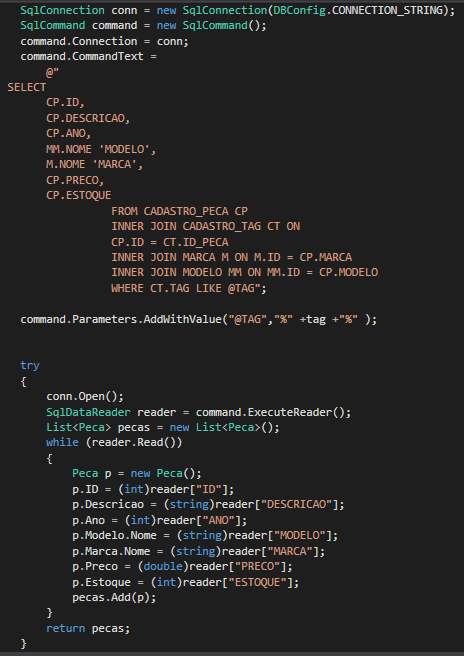 SqlConnection conn = new SqlConnection(DBConfig.CONNECTION_STRING);
SqlCommand command = new SqlCommand();
command.Connection = conn;
command.CommandText =
@"
SELECT
CP.ID,
CP.DESCRICAO,
CP.ANO,
MM.NOME 'MODELO',
M.NOME 'MARCA',
CP.PRECO,
CP.ESTOQUE
FROM CADASTRO_PECA CP
INNER JOIN CADASTRO_TAG CT ON
CP.ID = CT.ID_PECA
INNER JOIN MARCA M ON M.ID = CP.MARCA
INNER JOIN MODELO MM ON MM.ID = CP.MODELO
WHERE CT.TAG LIKE @TAG";
command.Parameters.AddWithValue("@TAG","%" +tag +"%" );
try
{
conn.Open();
SqlDataReader reader = command.ExecuteReader();
List<Peca> pecas = new List<Peca>();
while (reader.Read())
{
Peca p = new Peca();
p.ID = (int)reader["ID"];
p.Descricao = (string)reader["DESCRICAO"];
p.Ano = (int)reader["ANO"];
p.Modelo.Nome = (string)reader["MODELO"];
p.Marca.Nome = (string)reader["MARCA"];
p.Preco = (double)reader["PRECO"];
p.Estoque = (int)reader["ESTOQUE"];
pecas.Add(p);
}
return pecas;
}